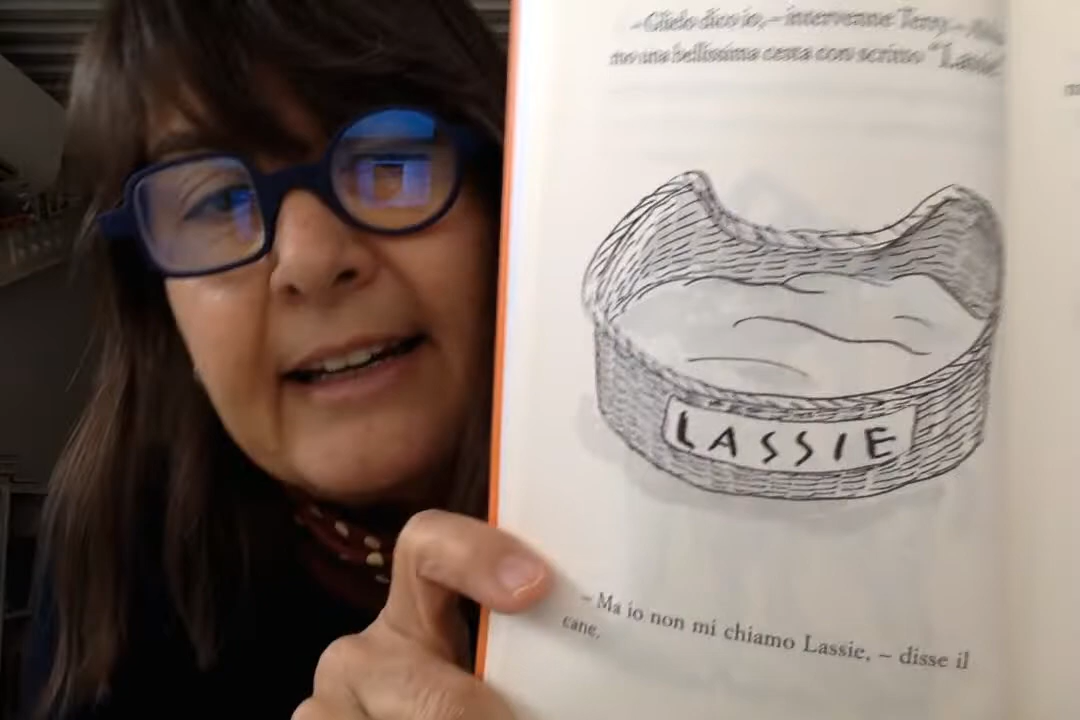 – Glielo dico io, – intervenne Terry. –
mo una bellissima cesta con scritto "Lassie
LASSIE
– Ma io non mi chiamo Lassie, – disse il
cane.